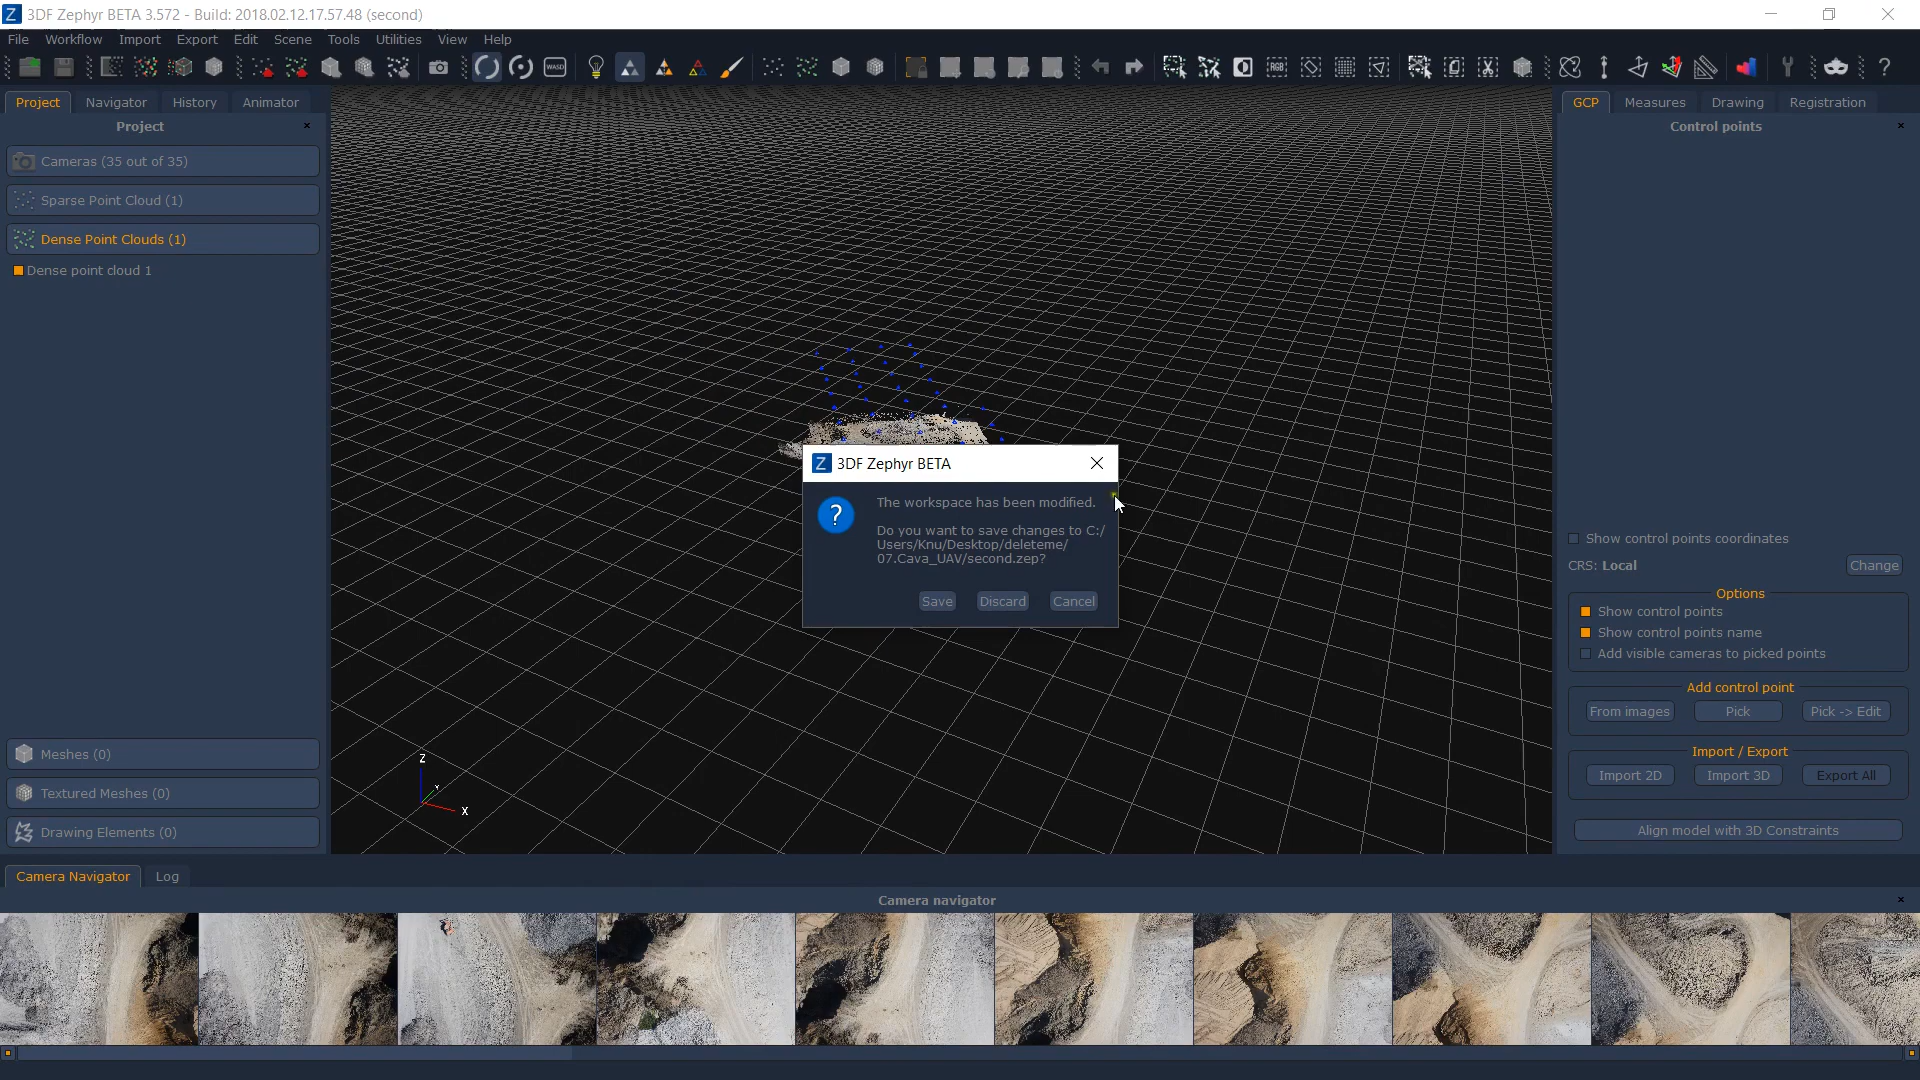 3DF Zephyr BETA 3.572 - Build: 2018.02.12.17.57.48 (second)
File Workflow Import Export Edit Scene Tools Utilities View Help
WASD
RGB
Project Navigator History Animator
Project
Cameras (35 out of 35)
Sparse Point Cloud (1)
Dense Point Clouds (1)
Dense point cloud 1
Meshes (0)
Textured Meshes (0)
Drawing Elements (0)
Z
Y
X
3DF Zephyr BETA
The workspace has been modified.
Do you want to save changes to C:/
Users/Knu/Desktop/deleteme/
07.Cava_UAV/second.zep?
Save Discard Cancel
GCP Measures Drawing Registration
Control points
Show control points coordinates
CRS: Local Change
Options
Show control points
Show control points name
Add visible cameras to picked points
Add control point
From images Pick Pick -> Edit
Import / Export
Import 2D Import 3D Export All
Align model with 3D Constraints
Camera Navigator Log
Camera navigator